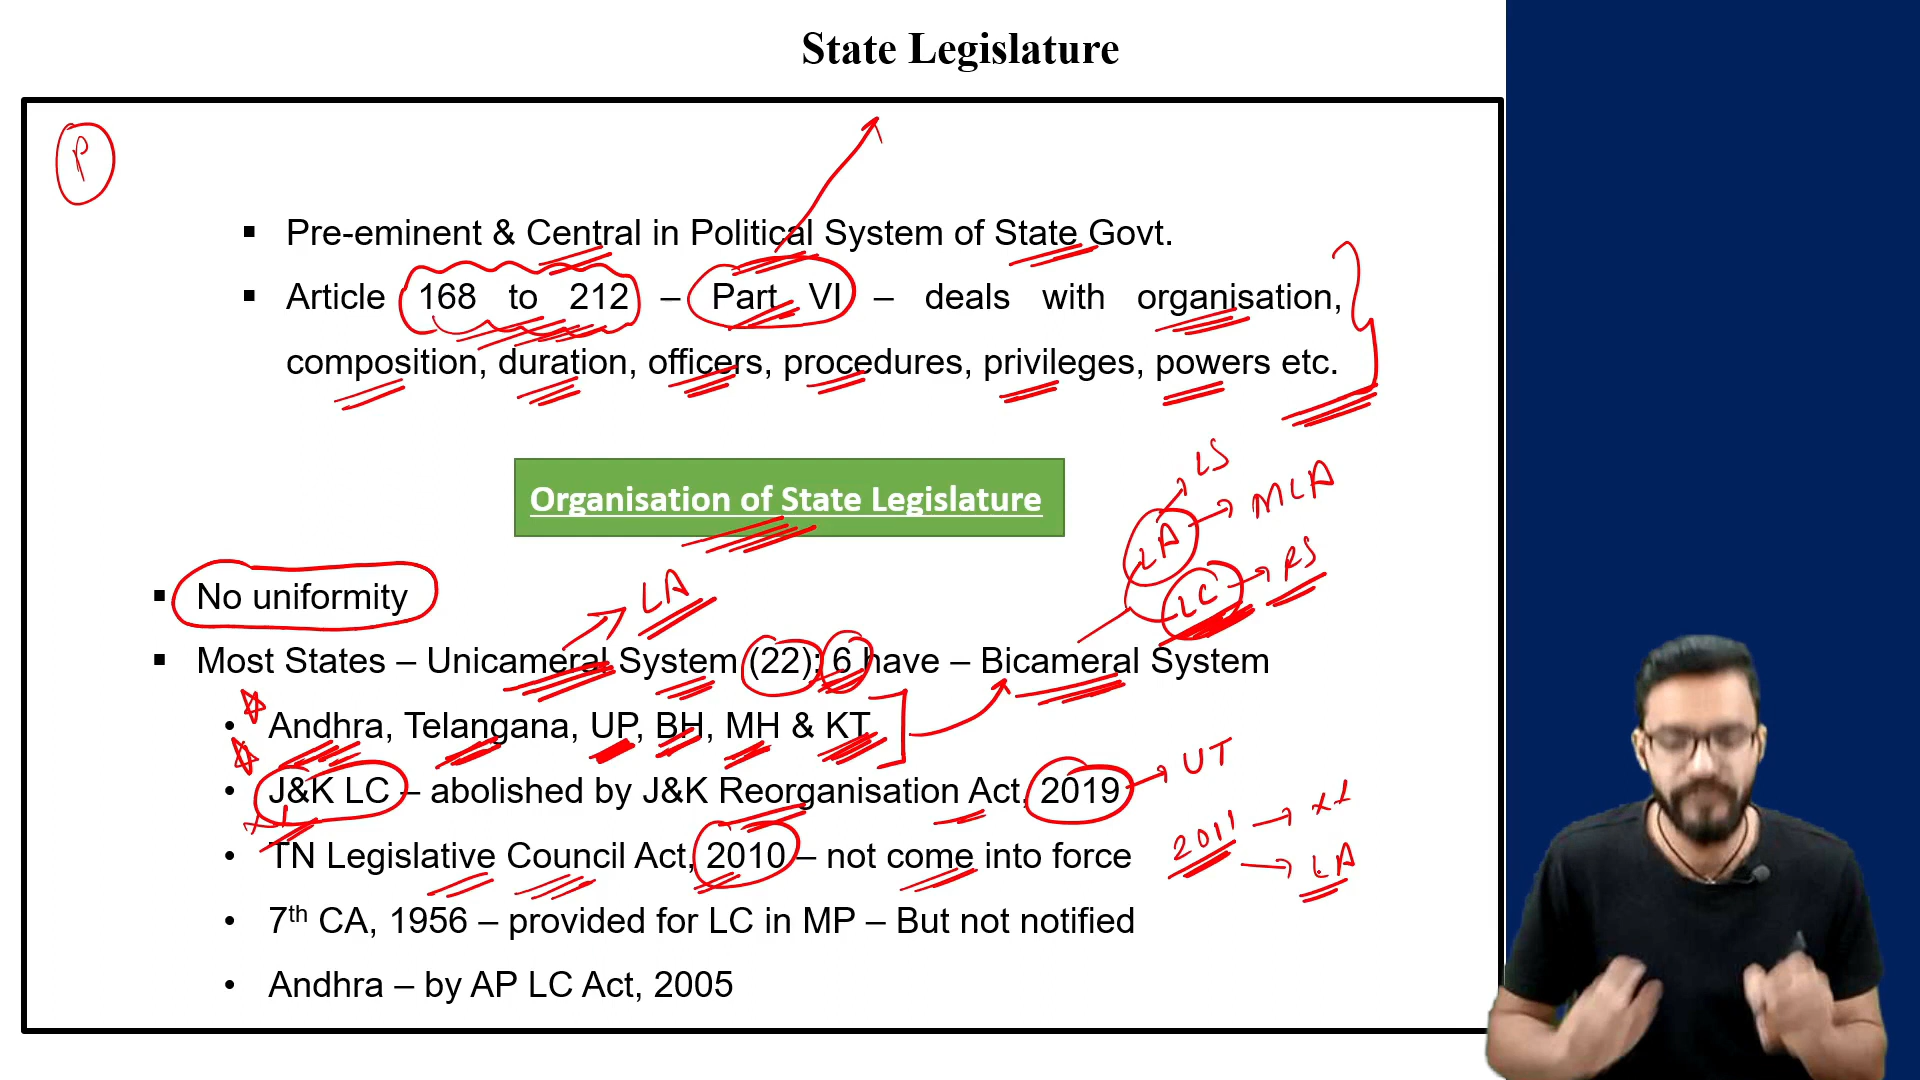 State Legislature
P
▪ Pre-eminent & Central in Political System of State Govt.
▪ Article 168 to 212 – Part VI – deals with organisation,
composition, duration, officers, procedures, privileges, powers etc.
LS
Organisation of State Legislature
LA → MLA
LC → RS
▪ No uniformity
LA
▪ Most States – Unicameral System (22); 6 have – Bicameral System
• Andhra, Telangana, UP, BH, MH & KT
• J&K LC – abolished by J&K Reorganisation Act, 2019 → UT
• TN Legislative Council Act, 2010 – not come into force
2011 → LA
• 7th CA, 1956 – provided for LC in MP – But not notified
• Andhra – by AP LC Act, 2005